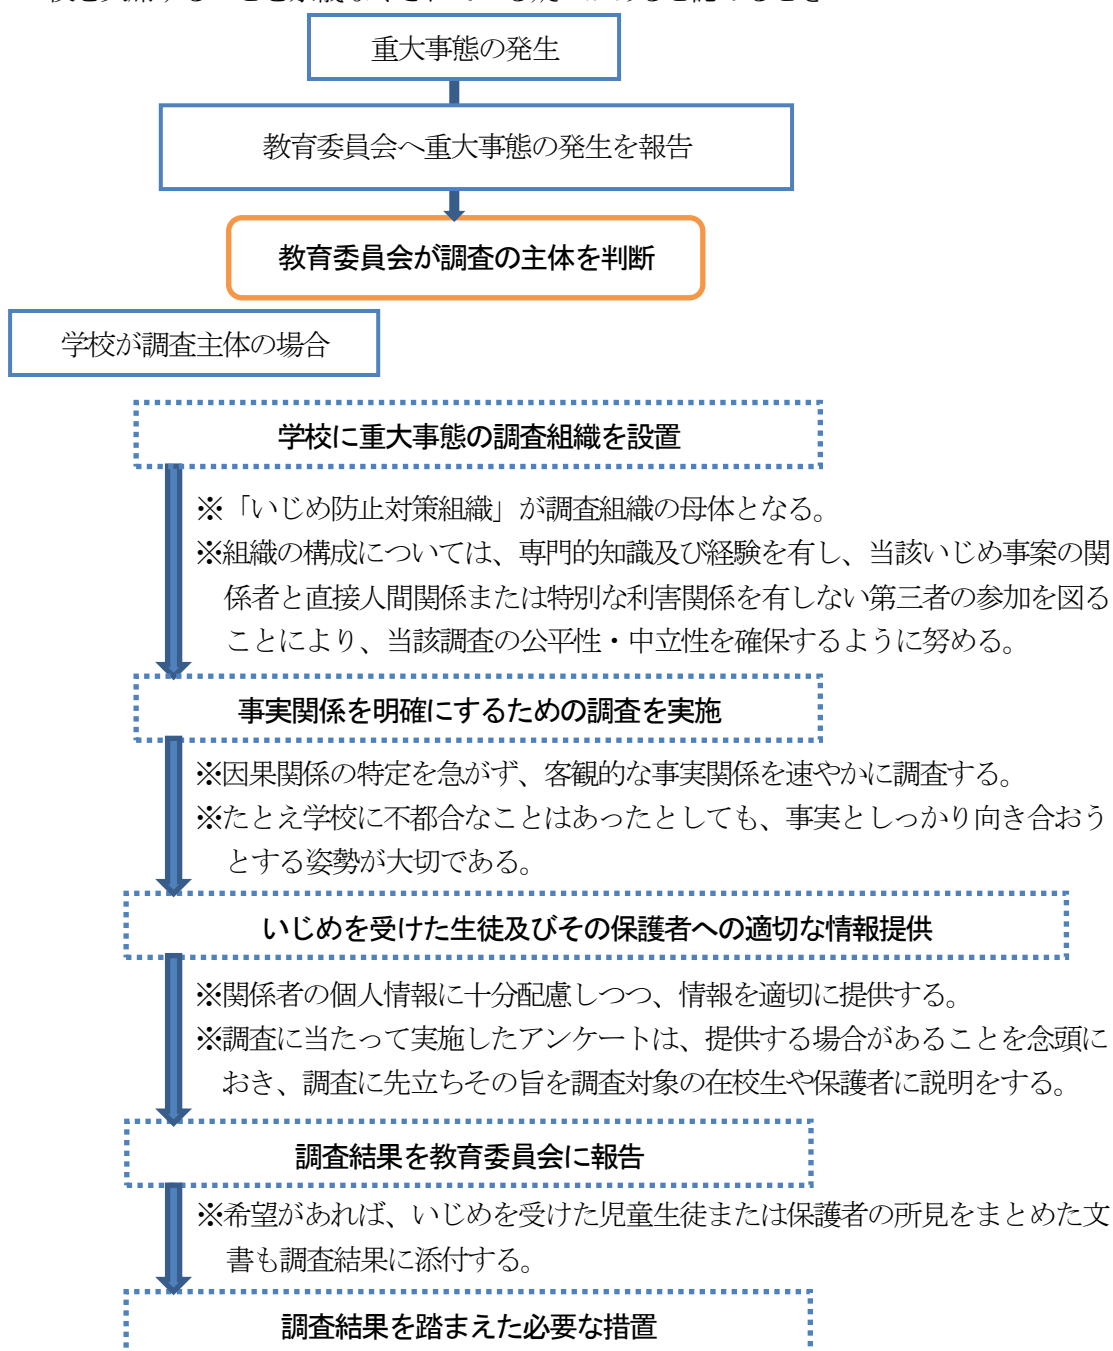 重大事態の発生
教育委員会へ重大事態の発生を報告
教育委員会が調査の主体を判断
学校が調査主体の場合
学校に重大事態の調査組織を設置
※「いじめ防止対策組織」が調査組織の母体となる。
※組織の構成については、専門的知識及び経験を有し、当該いじめ事案の関
係者と直接人間関係または特別な利害関係を有しない第三者の参加を図る
ことにより、当該調査の公平性・中立性を確保するように努める。
事実関係を明確にするための調査を実施
※因果関係の特定を急がず、客観的な事実関係を速やかに調査する。
※たとえ学校に不都合なことはあったとしても、事実としっかり向き合おう
とする姿勢が大切である。
いじめを受けた生徒及びその保護者への適切な情報提供
※関係者の個人情報に十分配慮しつつ、情報を適切に提供する。
※調査に当たって実施したアンケートは、提供する場合があることを念頭に
おき、調査に先立ちその旨を調査対象の在校生や保護者に説明をする。
調査結果を教育委員会に報告
※希望があれば、いじめを受けた児童生徒または保護者の所見をまとめた文
書も調査結果に添付する。
調査結果を踏まえた必要な措置